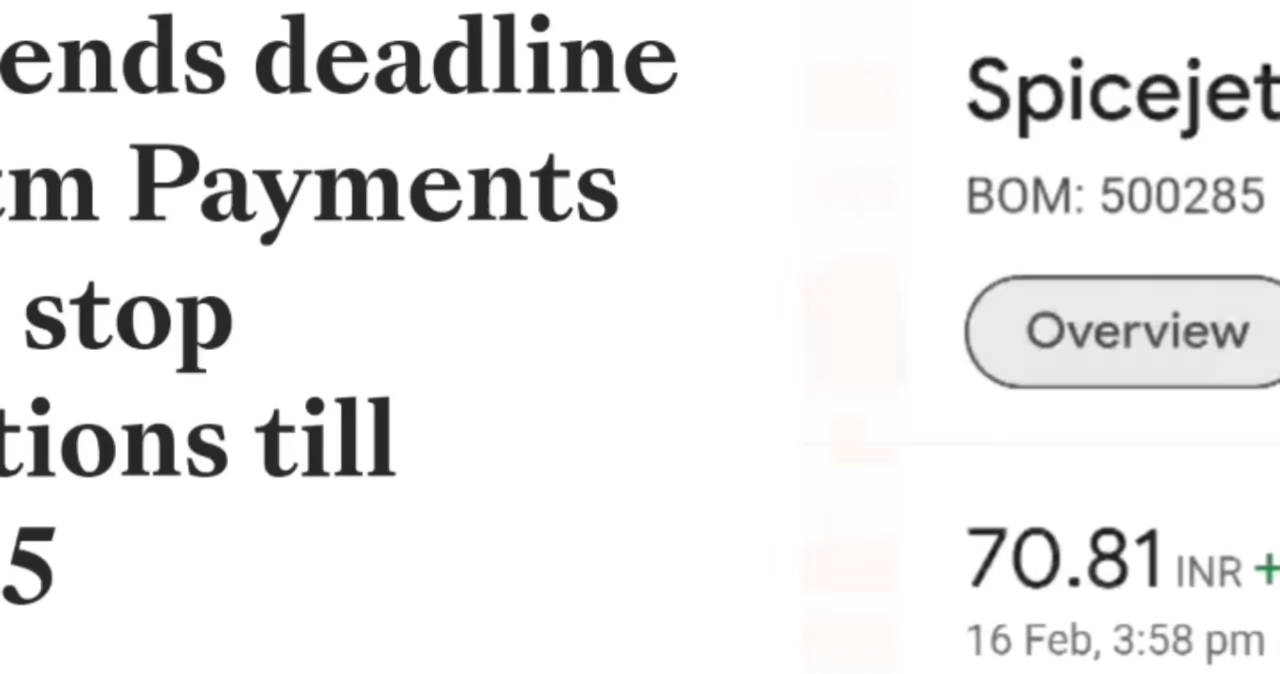 ends deadline
tm Payments
stop
tions till
5
Spicejet
BOM: 500285
Overview
70.81 INR +
16 Feb, 3:58 pm